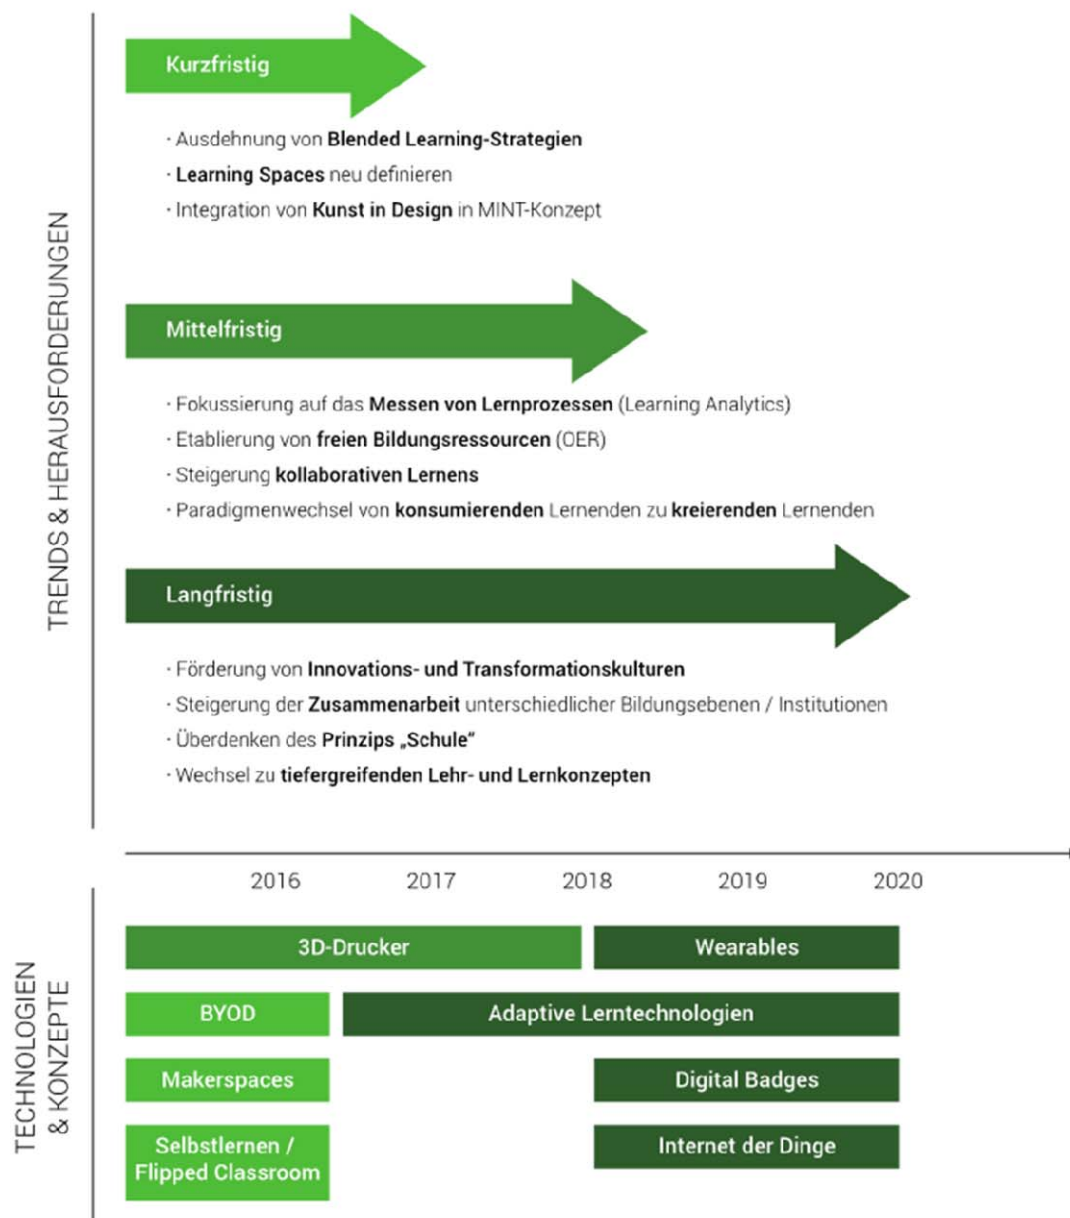 TRENDS & HERAUSFORDERUNGEN
Kurzfristig
· Ausdehnung von Blended Learning-Strategien
· Learning Spaces neu definieren
· Integration von Kunst in Design in MINT-Konzept
Mittelfristig
· Fokussierung auf das Messen von Lernprozessen (Learning Analytics)
· Etablierung von freien Bildungsressourcen (OER)
· Steigerung kollaborativen Lernens
· Paradigmenwechsel von konsumierenden Lernenden zu kreierenden Lernenden
Langfristig
· Förderung von Innovations- und Transformationskulturen
· Steigerung der Zusammenarbeit unterschiedlicher Bildungsebenen / Institutionen
· Überdenken des Prinzips „Schule“
· Wechsel zu tiefergreifenden Lehr- und Lernkonzepten
2016 2017 2018 2019 2020
TECHNOLOGIEN
& KONZEPTE
3D-Drucker Wearables
BYOD Adaptive Lerntechnologien
Makerspaces Digital Badges
Selbstlernen /
Flipped Classroom
Internet der Dinge